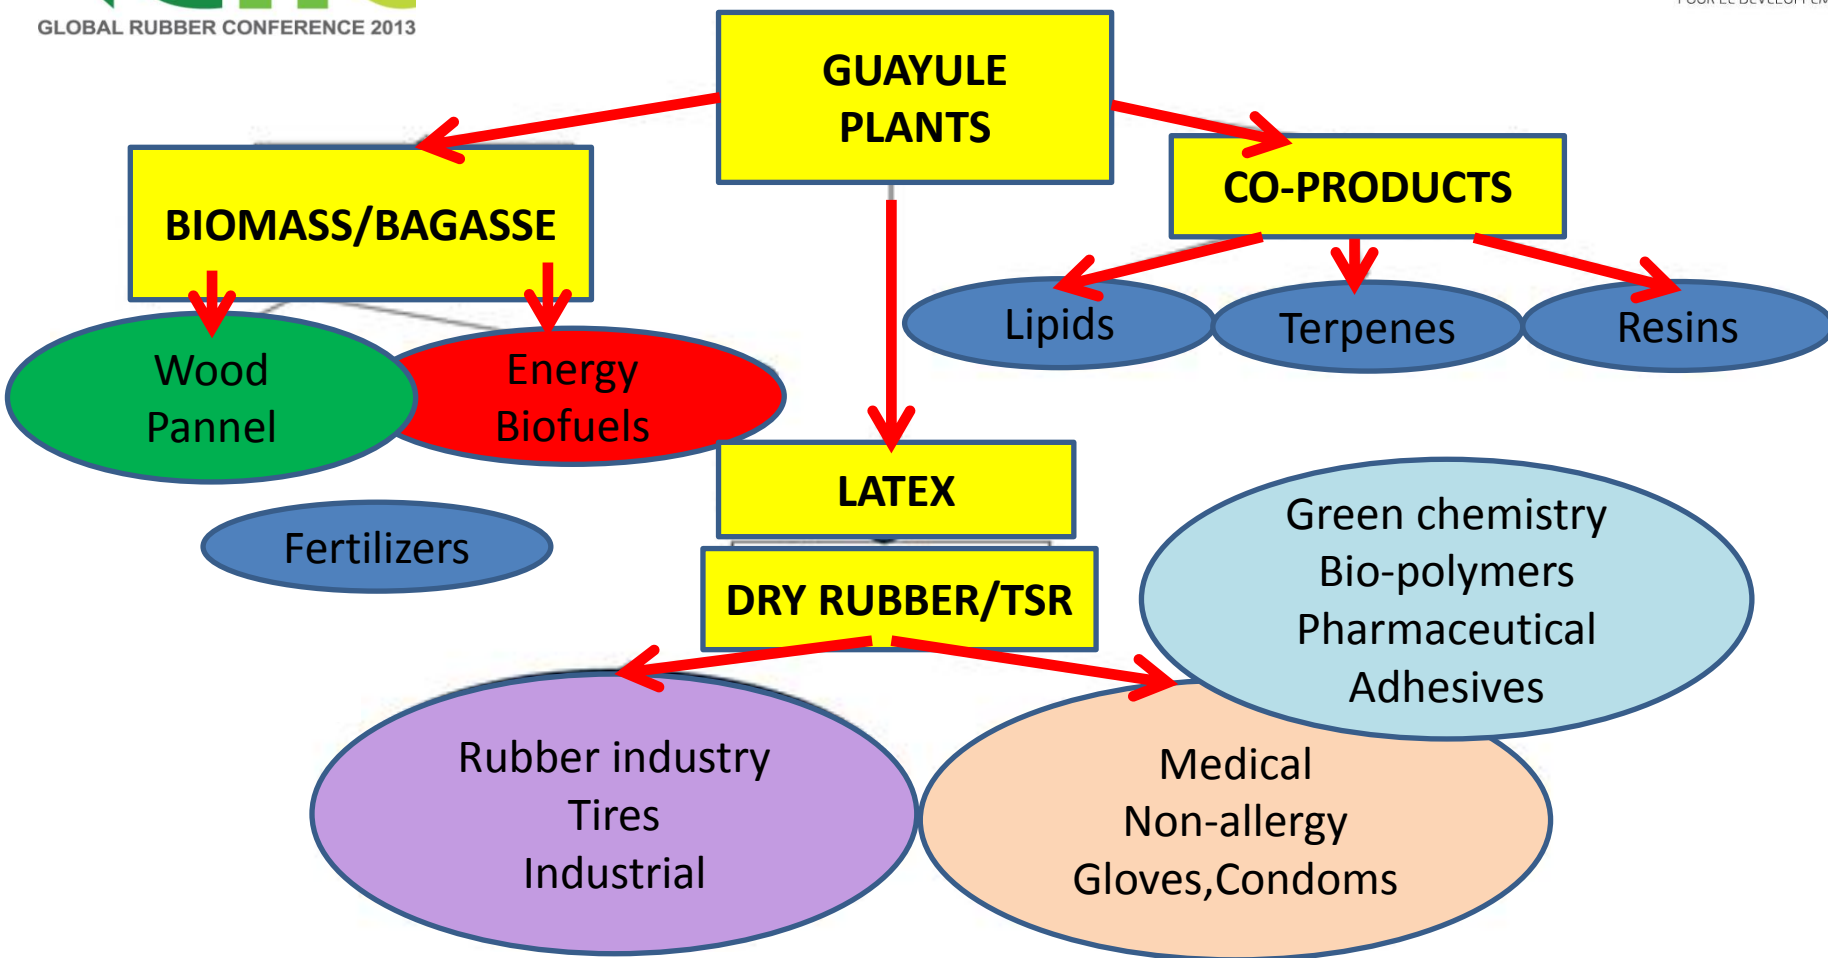 GLOBAL RUBBER CONFERENCE 2013
GUAYULE
PLANTS
BIOMASS/BAGASSE
CO-PRODUCTS
Lipids
Terpenes
Resins
Wood
Pannel
Energy
Biofuels
LATEX
Fertilizers
DRY RUBBER/TSR
Green chemistry
Bio-polymers
Pharmaceutical
Adhesives
Rubber industry
Tires
Industrial
Medical
Non-allergy
Gloves,Condoms